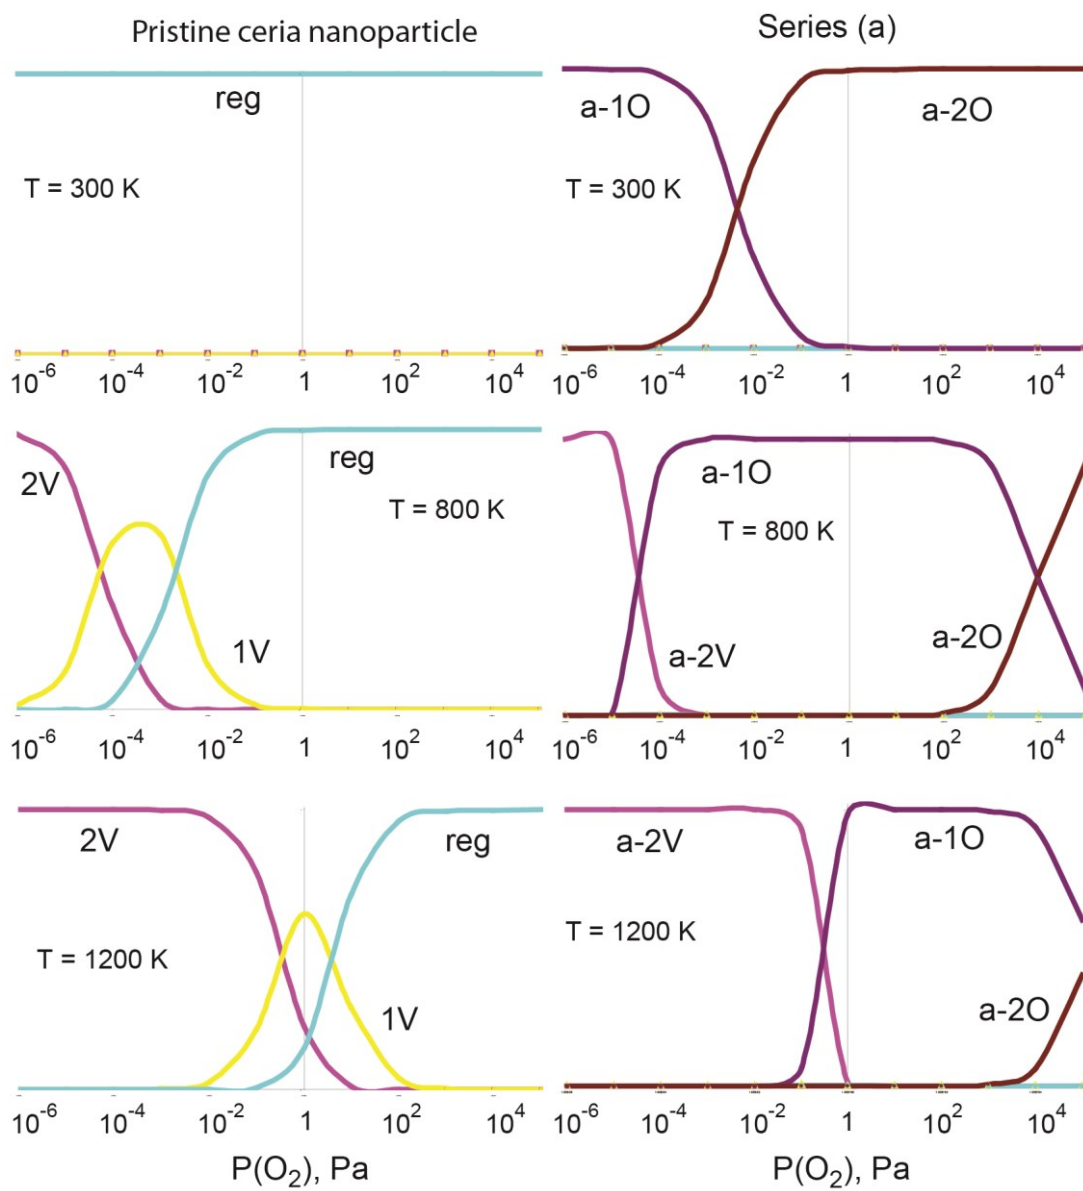 Pristine ceria nanoparticle
Series (a)
reg
T = 300 K
10⁻⁶ 10⁻⁴ 10⁻² 1 10² 10⁴
a-1O
a-2O
T = 300 K
10⁻⁶ 10⁻⁴ 10⁻² 1 10² 10⁴
2V
reg
T = 800 K
1V
10⁻⁶ 10⁻⁴ 10⁻² 1 10² 10⁴
a-1O
T = 800 K
a-2V
a-2O
10⁻⁶ 10⁻⁴ 10⁻² 1 10² 10⁴
2V
reg
T = 1200 K
1V
10⁻⁶ 10⁻⁴ 10⁻² 1 10² 10⁴
P(O₂), Pa
a-2V
a-1O
T = 1200 K
a-2O
10⁻⁶ 10⁻⁴ 10⁻² 1 10² 10⁴
P(O₂), Pa